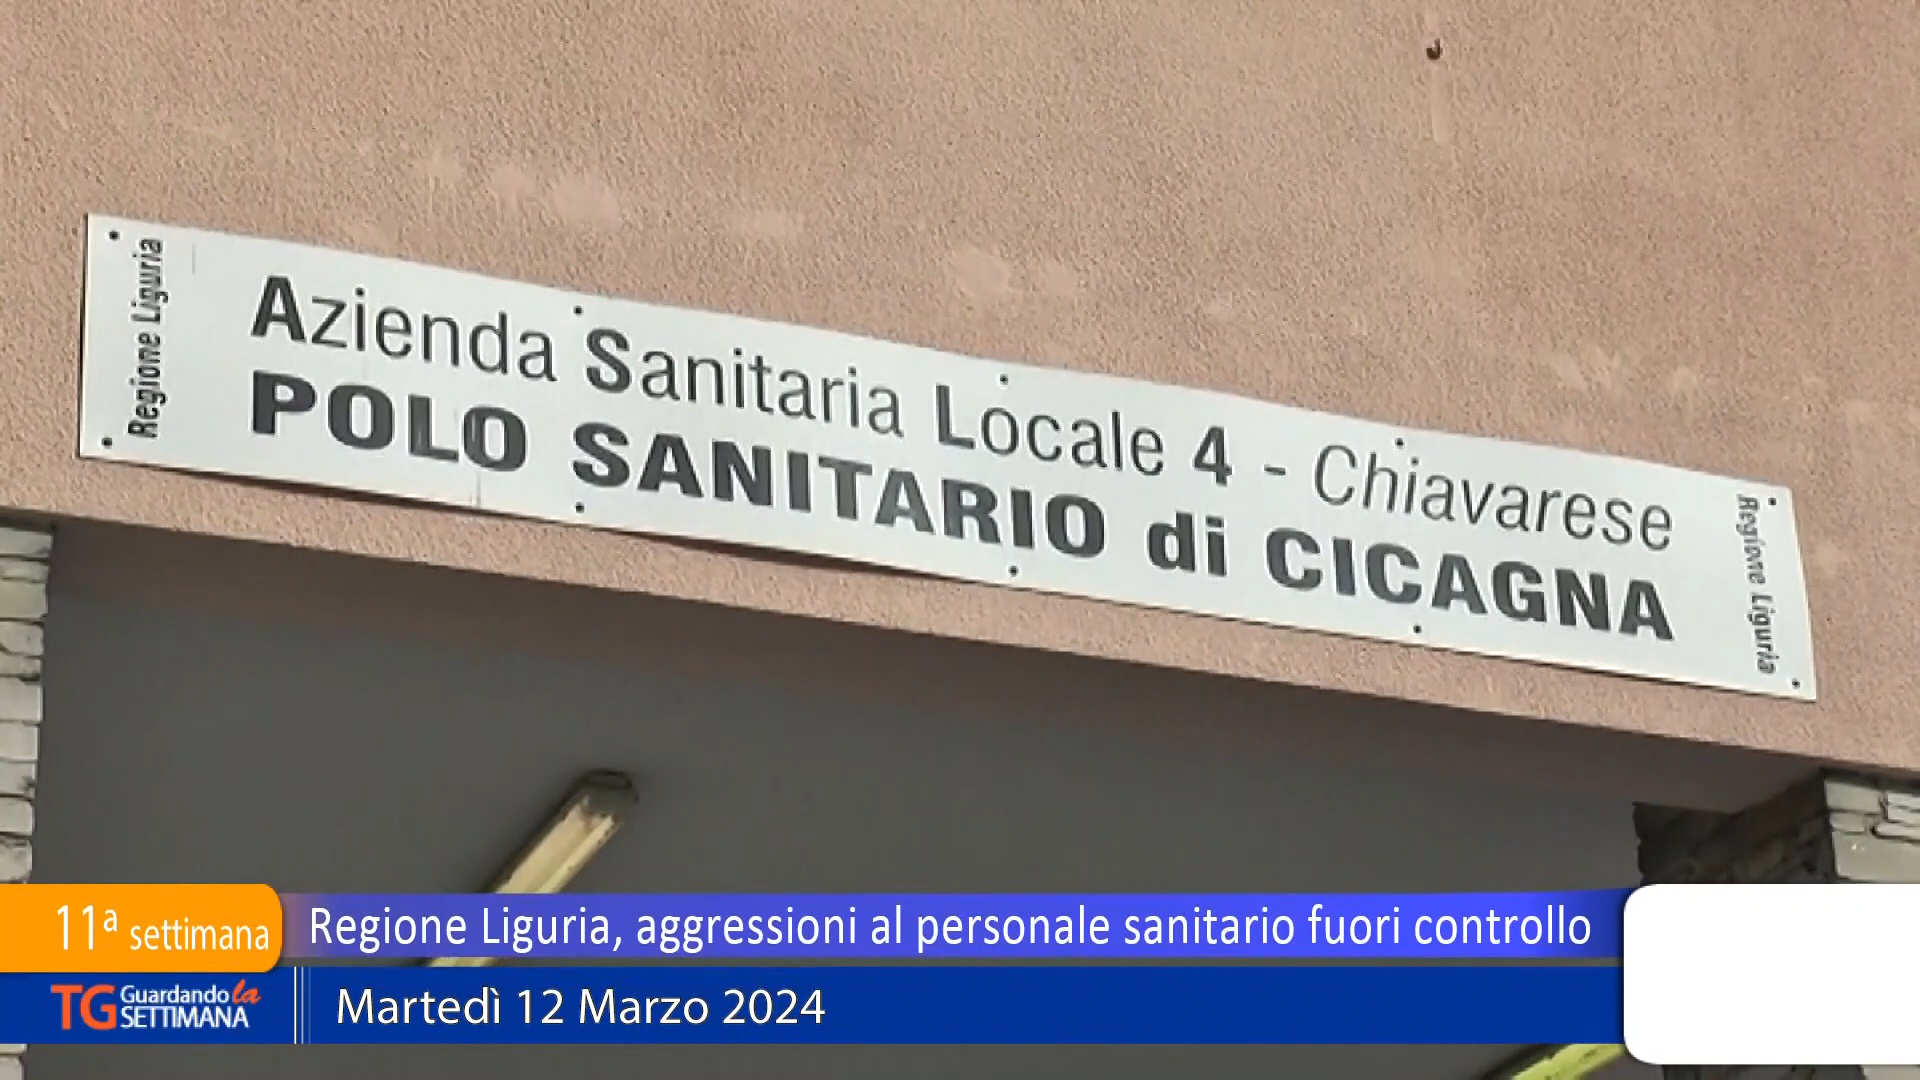 Regione Liguria
Azienda Sanitaria Locale 4 - Chiavarese
POLO SANITARIO di CICAGNA
Regione Liguria
11ª settimana
Regione Liguria, aggressioni al personale sanitario fuori controllo
TG Guardando la SETTIMANA
Martedì 12 Marzo 2024